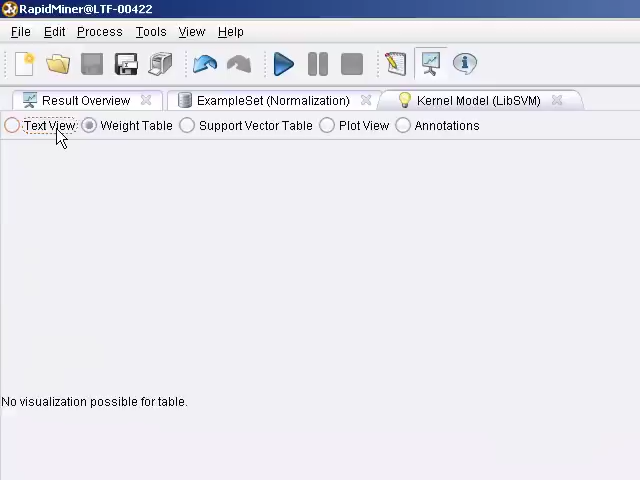 RapidMiner@LTF-00422
File Edit Process Tools View Help
Result Overview ExampleSet (Normalization) Kernel Model (LibSVM)
Text View Weight Table Support Vector Table Plot View Annotations
No visualization possible for table.